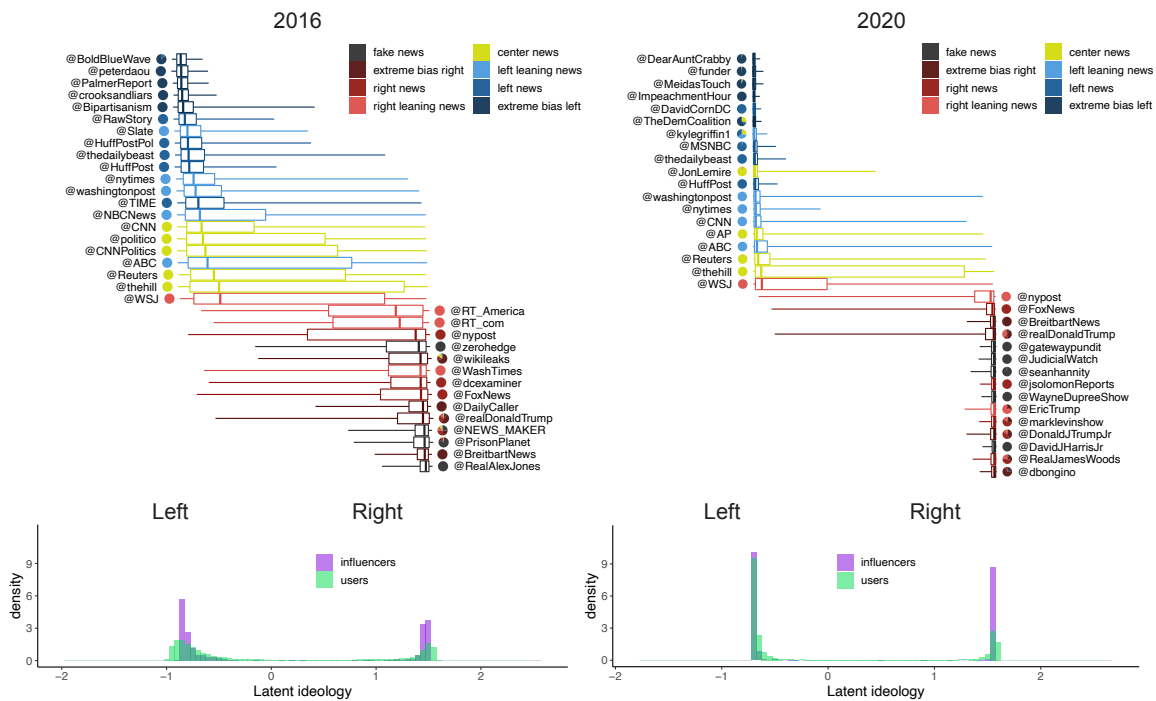 2016
fake news
extreme bias right
right news
right leaning news
center news
left leaning news
left news
extreme bias left
@BoldBlueWave
@peterdaou
@PalmerReport
@crooksandliars
@Bipartisanism
@RawStory
@Slate
@HuffPostPol
@thedailybeast
@HuffPost
@nytimes
@washingtonpost
@TIME
@NBCNews
@CNN
@politico
@CNNPolitics
@ABC
@Reuters
@thehill
@WSJ
@RT_America
@RT_com
@nypost
@zerohedge
@wikileaks
@WashTimes
@dcexaminer
@FoxNews
@DailyCaller
@realDonaldTrump
@NEWS_MAKER
@PrisonPlanet
@BreitbartNews
@RealAlexJones
Left
Right
influencers
users
density
9
6
3
0
−2
−1
0
1
2
Latent ideology
2020
fake news
extreme bias right
right news
right leaning news
center news
left leaning news
left news
extreme bias left
@DearAuntCrabby
@funder
@MeidasTouch
@ImpeachmentHour
@DavidCornDC
@TheDemCoalition
@kylegriffin1
@MSNBC
@thedailybeast
@JonLemire
@HuffPost
@washingtonpost
@nytimes
@CNN
@AP
@ABC
@Reuters
@thehill
@WSJ
@nypost
@FoxNews
@BreitbartNews
@realDonaldTrump
@gatewaypundit
@JudicialWatch
@seanhannity
@jsolomonReports
@WayneDupreeShow
@EricTrump
@marklevinshow
@DonaldJTrumpJr
@DavidJHarrisJr
@RealJamesWoods
@dbongino
Left
Right
influencers
users
density
9
6
3
0
−2
−1
0
1
2
Latent ideology